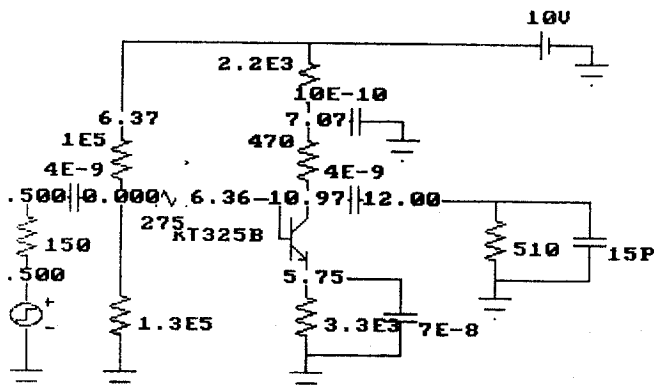 10V
2.2E3
10E-10
6.37
7.07
1E5
470
4E-9
4E-9
.500
0.000
6.36
10.97
12.00
275
KT325B
150
510
15P
.500
5.75
+
-
1.3E5
3.3E3
7E-8